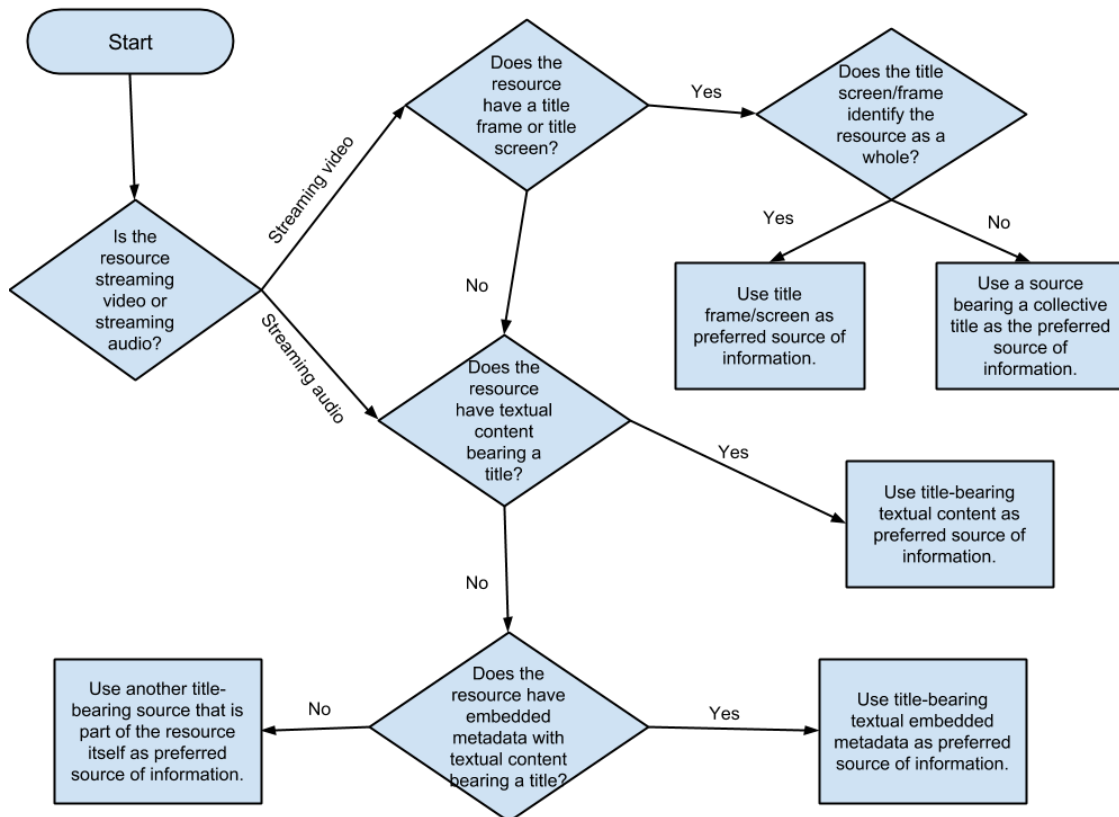 Start
Is the
resource
streaming
video or
streaming
audio?
Streaming video
Streaming audio
Does the
resource
have a title
frame or title
screen?
Yes
No
Does the title
screen/frame
identify the
resource as a
whole?
Yes
No
Use title
frame/screen as
preferred source of
information.
Use a source
bearing a collective
title as the preferred
source of
information.
Does the
resource
have textual
content
bearing a
title?
Yes
No
Use title-bearing
textual content as
preferred source of
information.
Does the
resource have
embedded
metadata with
textual content
bearing a title?
No
Yes
Use another title-
bearing source that is
part of the resource
itself as preferred
source of information.
Use title-bearing
textual embedded
metadata as preferred
source of information.